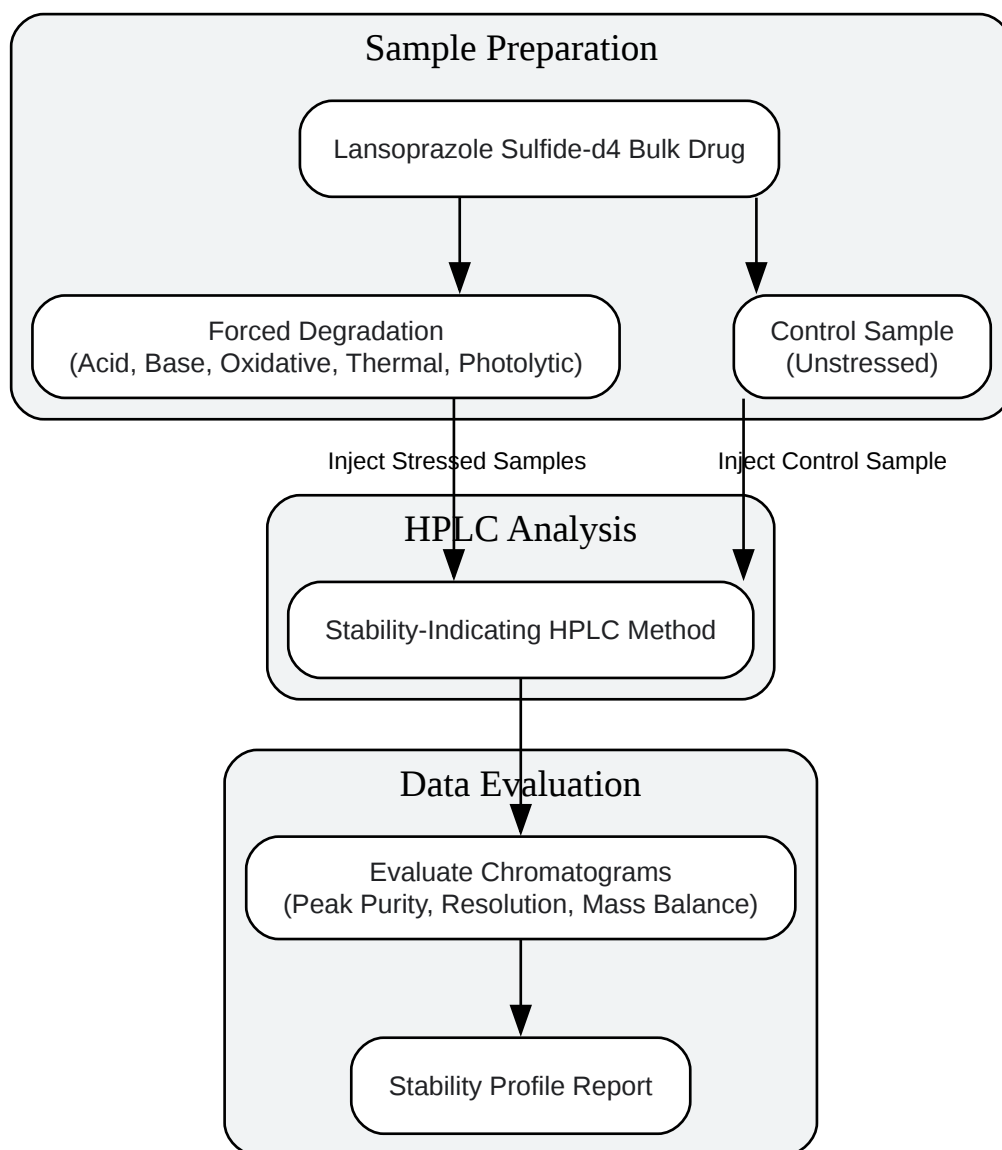 Sample Preparation
Lansoprazole Sulfide-d4 Bulk Drug
Forced Degradation
(Acid, Base, Oxidative, Thermal, Photolytic)
Control Sample
(Unstressed)
Inject Stressed Samples
Inject Control Sample
HPLC Analysis
Stability-Indicating HPLC Method
Data Evaluation
Evaluate Chromatograms
(Peak Purity, Resolution, Mass Balance)
Stability Profile Report